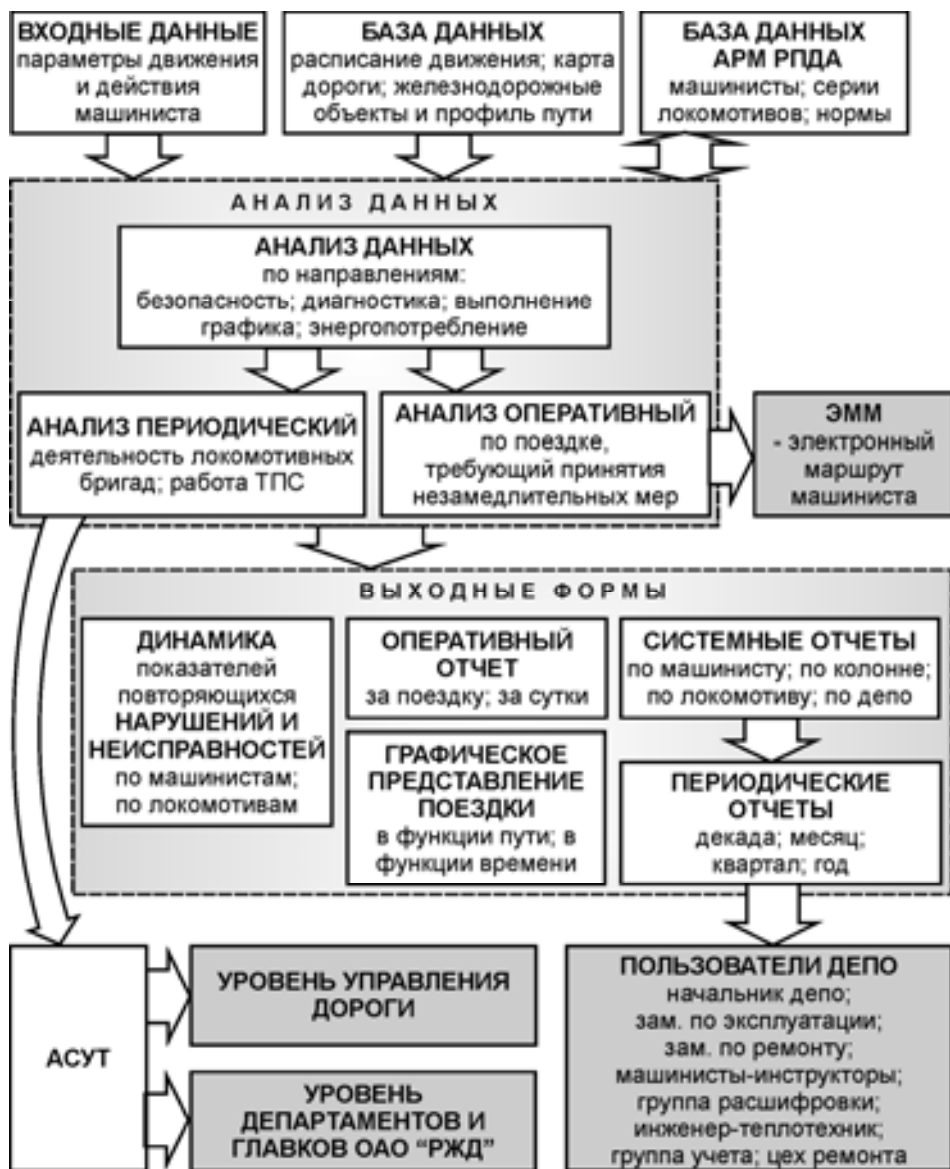 ВХОДНЫЕ ДАННЫЕ
параметры движения
и действия
машиниста
БАЗА ДАННЫХ
расписание движения; карта
дороги; железнодорожные
объекты и профиль пути
БАЗА ДАННЫХ
АРМ РПДА
машинисты; серии
локомотивов; нормы
АНАЛИЗ ДАННЫХ
АНАЛИЗ ДАННЫХ
по направлениям:
безопасность; диагностика; выполнение
графика; энергопотребление
АНАЛИЗ ПЕРИОДИЧЕСКИЙ
деятельность локомотивных
бригад; работа ТПС
АНАЛИЗ ОПЕРАТИВНЫЙ
по поездке,
требующий принятия
незамедлительных мер
ЭММ
- электронный
маршрут
машиниста
ВЫХОДНЫЕ ФОРМЫ
ДИНАМИКА
показателей
повторяющихся
НАРУШЕНИЙ И
НЕИСПРАВНОСТЕЙ
по машинистам;
по локомотивам
ОПЕРАТИВНЫЙ
ОТЧЕТ
за поездку; за сутки
ГРАФИЧЕСКОЕ
ПРЕДСТАВЛЕНИЕ
ПОЕЗДКИ
в функции пути; в
функции времени
СИСТЕМНЫЕ ОТЧЕТЫ
по машинисту; по колонне;
по локомотиву; по депо
ПЕРИОДИЧЕСКИЕ
ОТЧЕТЫ
декада; месяц;
квартал; год
АСУТ
УРОВЕНЬ УПРАВЛЕНИЯ
ДОРОГИ
УРОВЕНЬ
ДЕПАРТАМЕНТОВ И
ГЛАВКОВ ОАО “РЖД”
ПОЛЬЗОВАТЕЛИ ДЕПО
начальник депо;
зам. по эксплуатации;
зам. по ремонту;
машинисты-инструкторы;
группа расшифровки;
инженер-теплотехник;
группа учета; цех ремонта